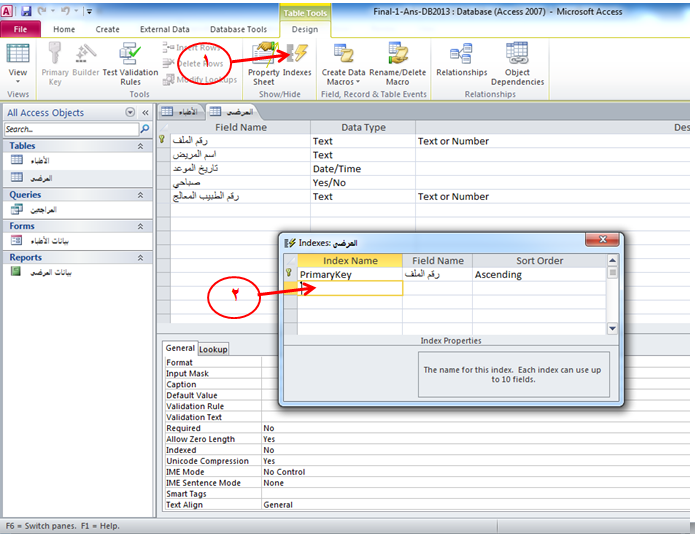 Table Tools
Final-1-Ans-DB2013 : Database (Access 2007) - Microsoft Access
File
Home
Create
External Data
Database Tools
Design
View
Primary Key
Builder
Test Validation Rules
Insert Rows
Delete Rows
Modify Lookups
Property Sheet
Indexes
Create Data Macros
Rename/Delete Macro
Relationships
Object Dependencies
Views
Tools
Show/Hide
Field, Record & Table Events
Relationships
١
All Access Objects
Search...
Tables
الأطباء
المرضى
Queries
المراجعين
Forms
بيانات الأطباء
Reports
بيانات المرضى
الأطباء
المرضى
Field Name Data Type Des
رقم الملف Text Text or Number
اسم المريض Text
تاريخ الموعد Date/Time
صباحي Yes/No
رقم الطبيب المعالج Text Text or Number
Indexes: المرضى
Index Name Field Name Sort Order
PrimaryKey رقم الملف Ascending
٢
Index Properties
The name for this index. Each index can use up
to 10 fields.
General Lookup
Format
Input Mask
Caption
Default Value
Validation Rule
Validation Text
Required No
Allow Zero Length Yes
Indexed No
Unicode Compression Yes
IME Mode No Control
IME Sentence Mode None
Smart Tags
Text Align General
F6 = Switch panes. F1 = Help.